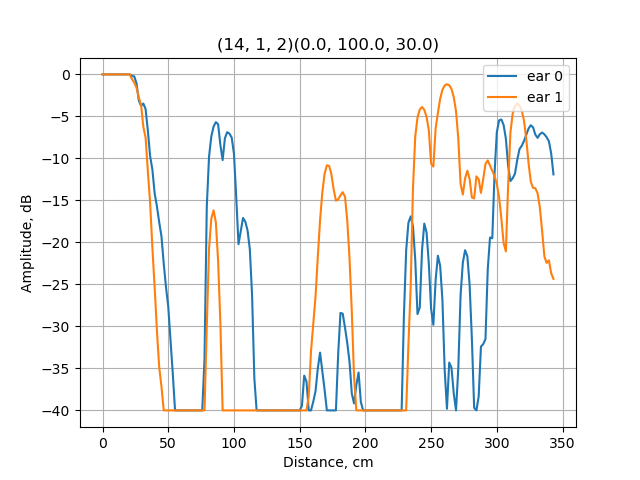 (14, 1, 2)(0.0, 100.0, 30.0)
ear 0
ear 1
0
−5
−10
−15
−20
−25
−30
−35
−40
Amplitude, dB
0 50 100 150 200 250 300 350
Distance, cm